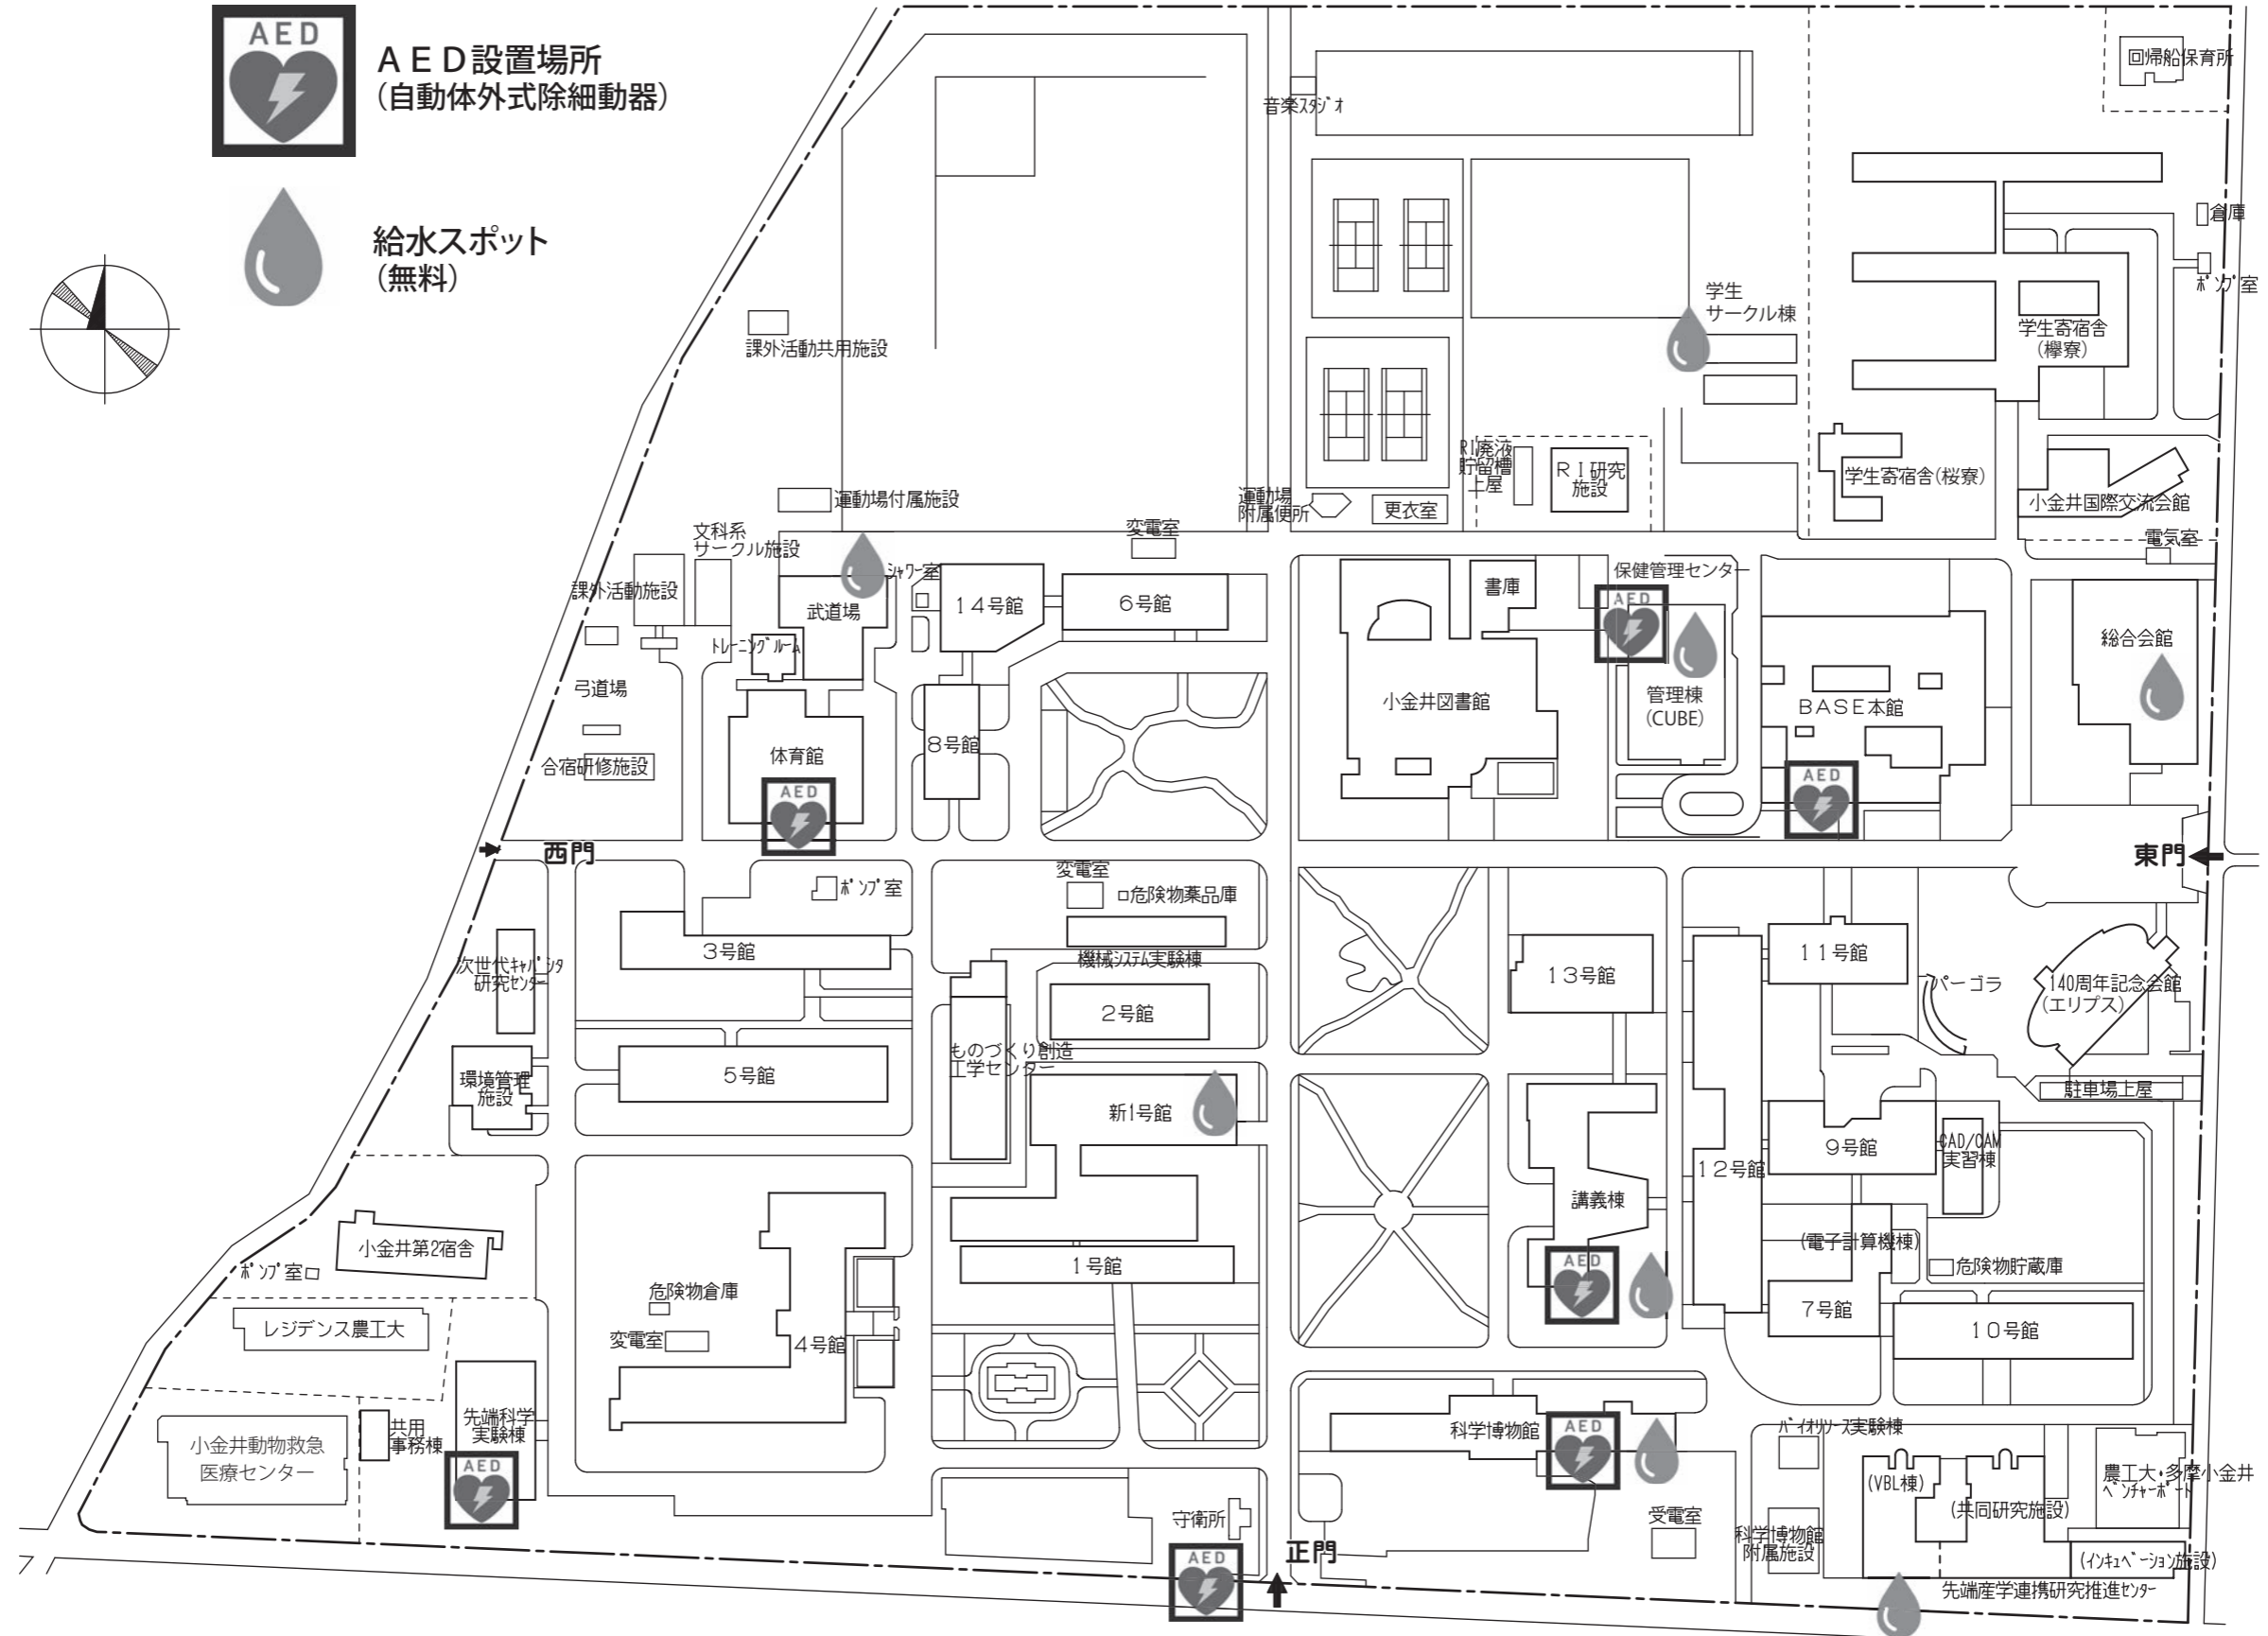 AED
AED設置場所
(自動体外式除細動器)
給水スポット
(無料)
回帰船保育所
音楽スタジオ
倉庫
ポンプ室
学生
サークル棟
学生寄宿舎
(欅寮)
課外活動共用施設
RI廃液
貯留槽
上屋
RI研究
施設
学生寄宿舎(桜寮)
小金井国際交流会館
運動場付属施設
運動場
附属便所
更衣室
文科系
サークル施設
変電室
電気室
シャワー室
保健管理センター
課外活動施設
武道場
14号館
6号館
書庫
AED
総合会館
トレーニングルーム
弓道場
小金井図書館
管理棟
(CUBE)
BASE本館
8号館
体育館
合宿研修施設
AED
AED
西門
東門
変電室
ポンプ室
危険物薬品庫
3号館
機械システム実験棟
次世代キャパシタ
研究センター
13号館
11号館
パーゴラ
140周年記念会館
(エリプス)
2号館
ものづくり創造
工学センター
5号館
環境管理
施設
新1号館
駐車場上屋
9号館
CAD/CAM
実習棟
12号館
講義棟
小金井第2宿舎
(電子計算機棟)
ポンプ室
1号館
AED
危険物貯蔵庫
危険物倉庫
レジデンス農工大
変電室
4号館
7号館
10号館
共用
事務棟
先端科学
実験棟
小金井動物救急
医療センター
AED
科学博物館
AED
バイオリソース実験棟
(VBL棟)
(共同研究施設)
農工大・多摩小金井
ベンチャーポート
守衛所
受電室
科学博物館
附属施設
正門
AED
(インキュベーション施設)
先端産学連携研究推進センター